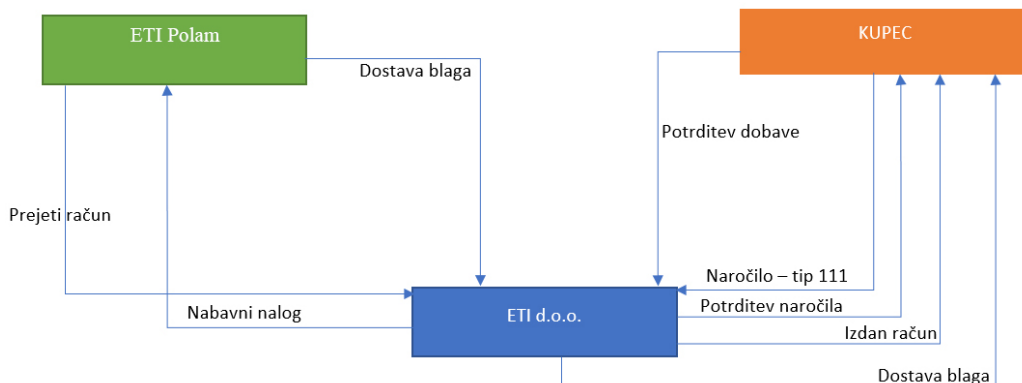 ETI Polam
KUPEC
Dostava blaga
Potrditev dobave
Prejeti račun
Naročilo – tip 111
Nabavni nalog
ETI d.o.o.
Potrditev naročila
Izdan račun
Dostava blaga